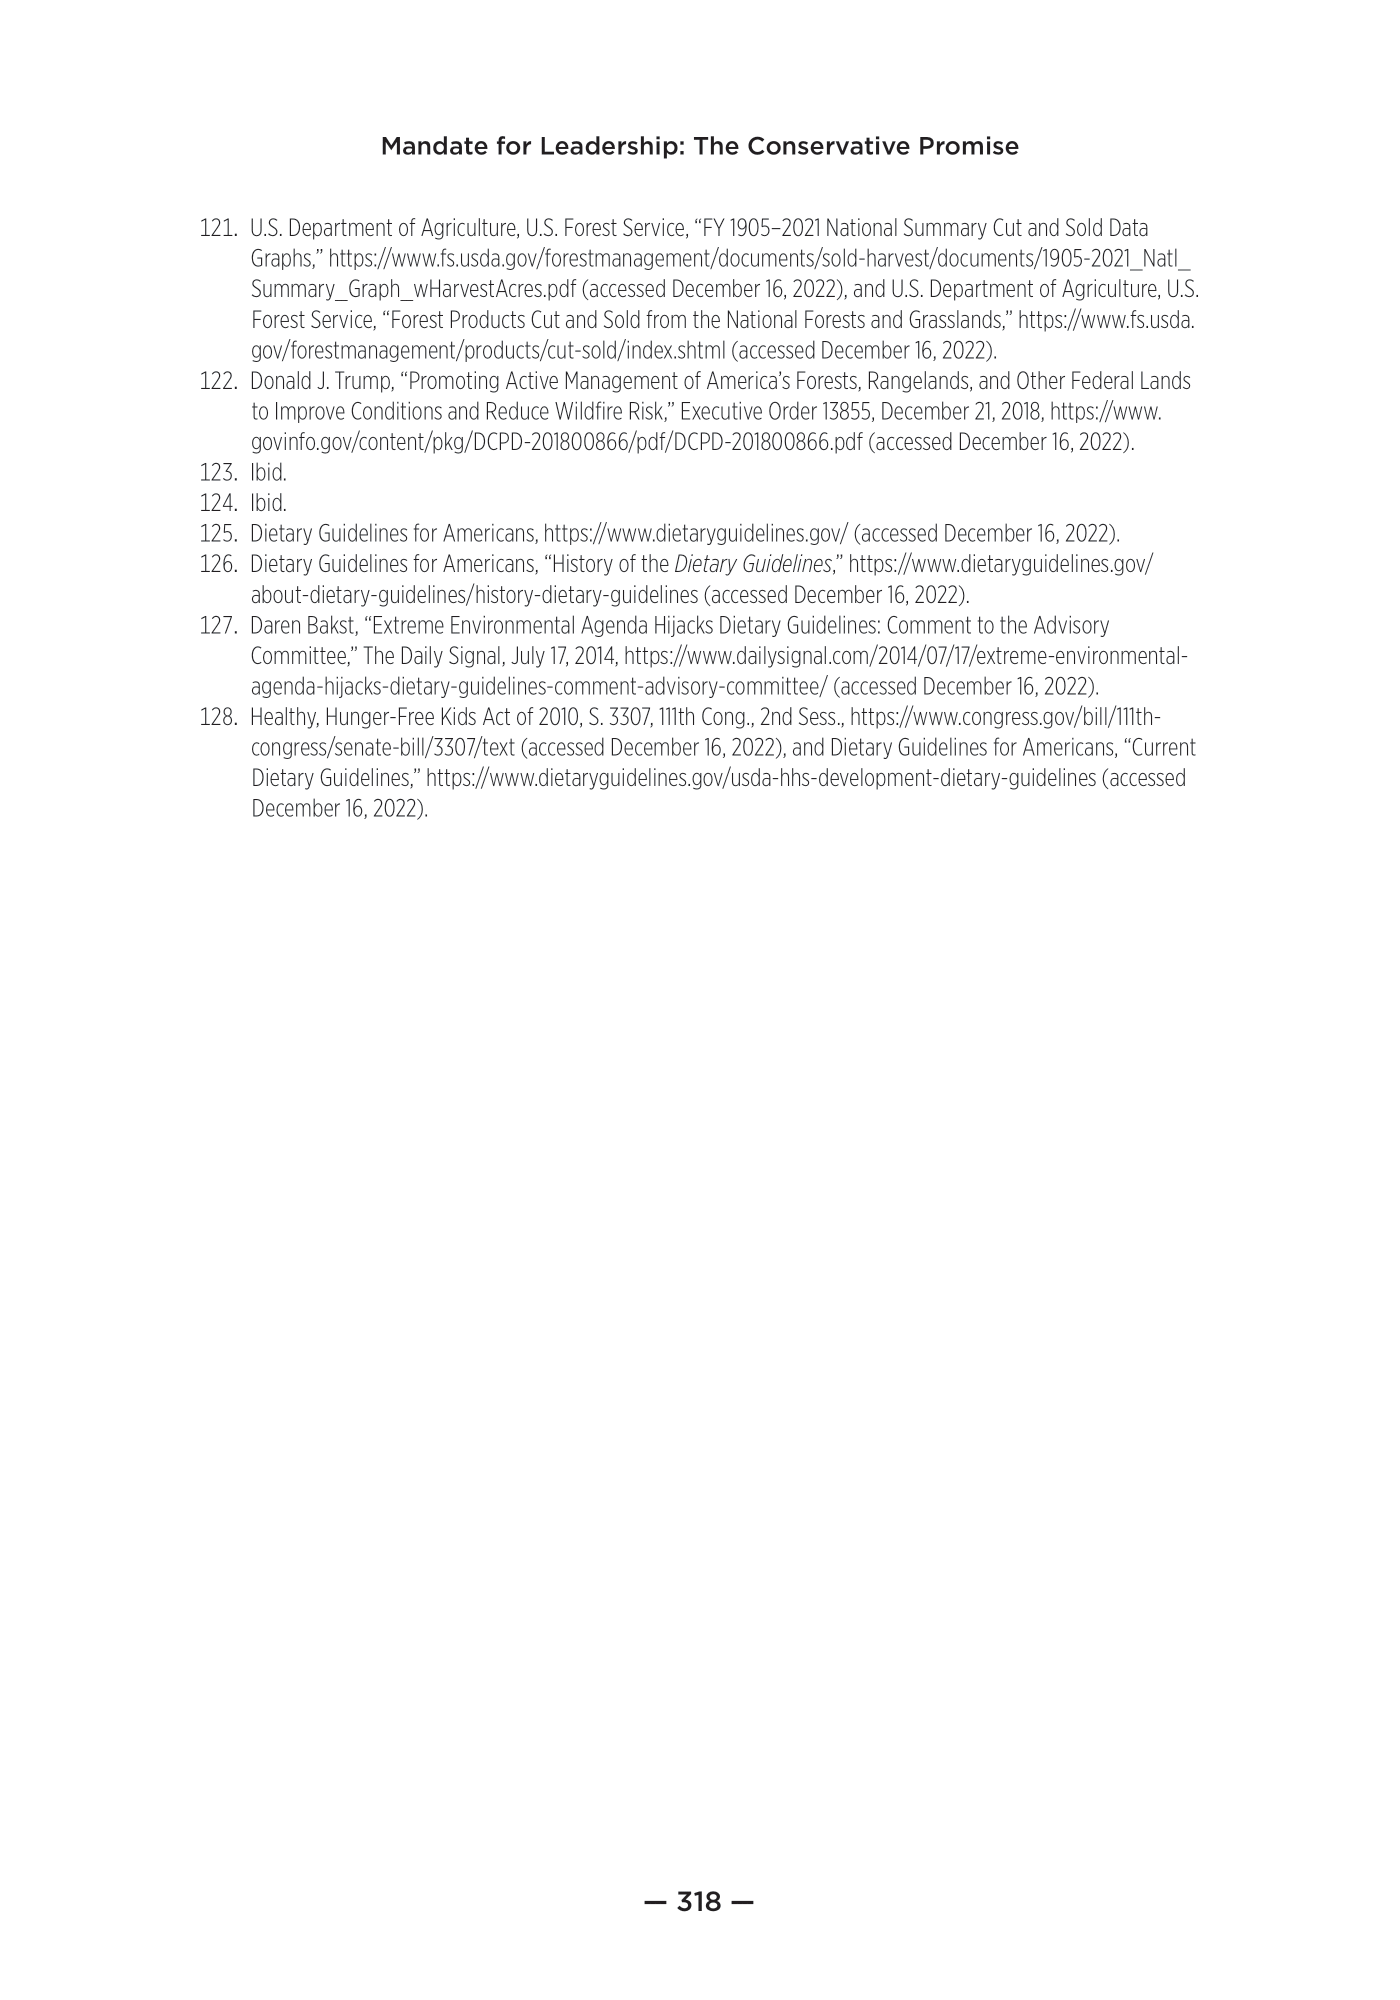 Mandate for Leadership: The Conservative Promise
121. U.S. Department of Agriculture, U.S. Forest Service, “FY 1905–2021 National Summary Cut and Sold Data
Graphs,” https://www.fs.usda.gov/forestmanagement/documents/sold-harvest/documents/1905-2021_Natl_
Summary_Graph_wHarvestAcres.pdf (accessed December 16, 2022), and U.S. Department of Agriculture, U.S.
Forest Service, “Forest Products Cut and Sold from the National Forests and Grasslands,” https://www.fs.usda.
gov/forestmanagement/products/cut-sold/index.shtml (accessed December 16, 2022).
122. Donald J. Trump, “Promoting Active Management of America’s Forests, Rangelands, and Other Federal Lands
to Improve Conditions and Reduce Wildfire Risk,” Executive Order 13855, December 21, 2018, https://www.
govinfo.gov/content/pkg/DCPD-201800866/pdf/DCPD-201800866.pdf (accessed December 16, 2022).
123. Ibid.
124. Ibid.
125. Dietary Guidelines for Americans, https://www.dietaryguidelines.gov/ (accessed December 16, 2022).
126. Dietary Guidelines for Americans, “History of the Dietary Guidelines,” https://www.dietaryguidelines.gov/
about-dietary-guidelines/history-dietary-guidelines (accessed December 16, 2022).
127. Daren Bakst, “Extreme Environmental Agenda Hijacks Dietary Guidelines: Comment to the Advisory
Committee,” The Daily Signal, July 17, 2014, https://www.dailysignal.com/2014/07/17/extreme-environmental-
agenda-hijacks-dietary-guidelines-comment-advisory-committee/ (accessed December 16, 2022).
128. Healthy, Hunger-Free Kids Act of 2010, S. 3307, 111th Cong., 2nd Sess., https://www.congress.gov/bill/111th-
congress/senate-bill/3307/text (accessed December 16, 2022), and Dietary Guidelines for Americans, “Current
Dietary Guidelines,” https://www.dietaryguidelines.gov/usda-hhs-development-dietary-guidelines (accessed
December 16, 2022).
— 318 —